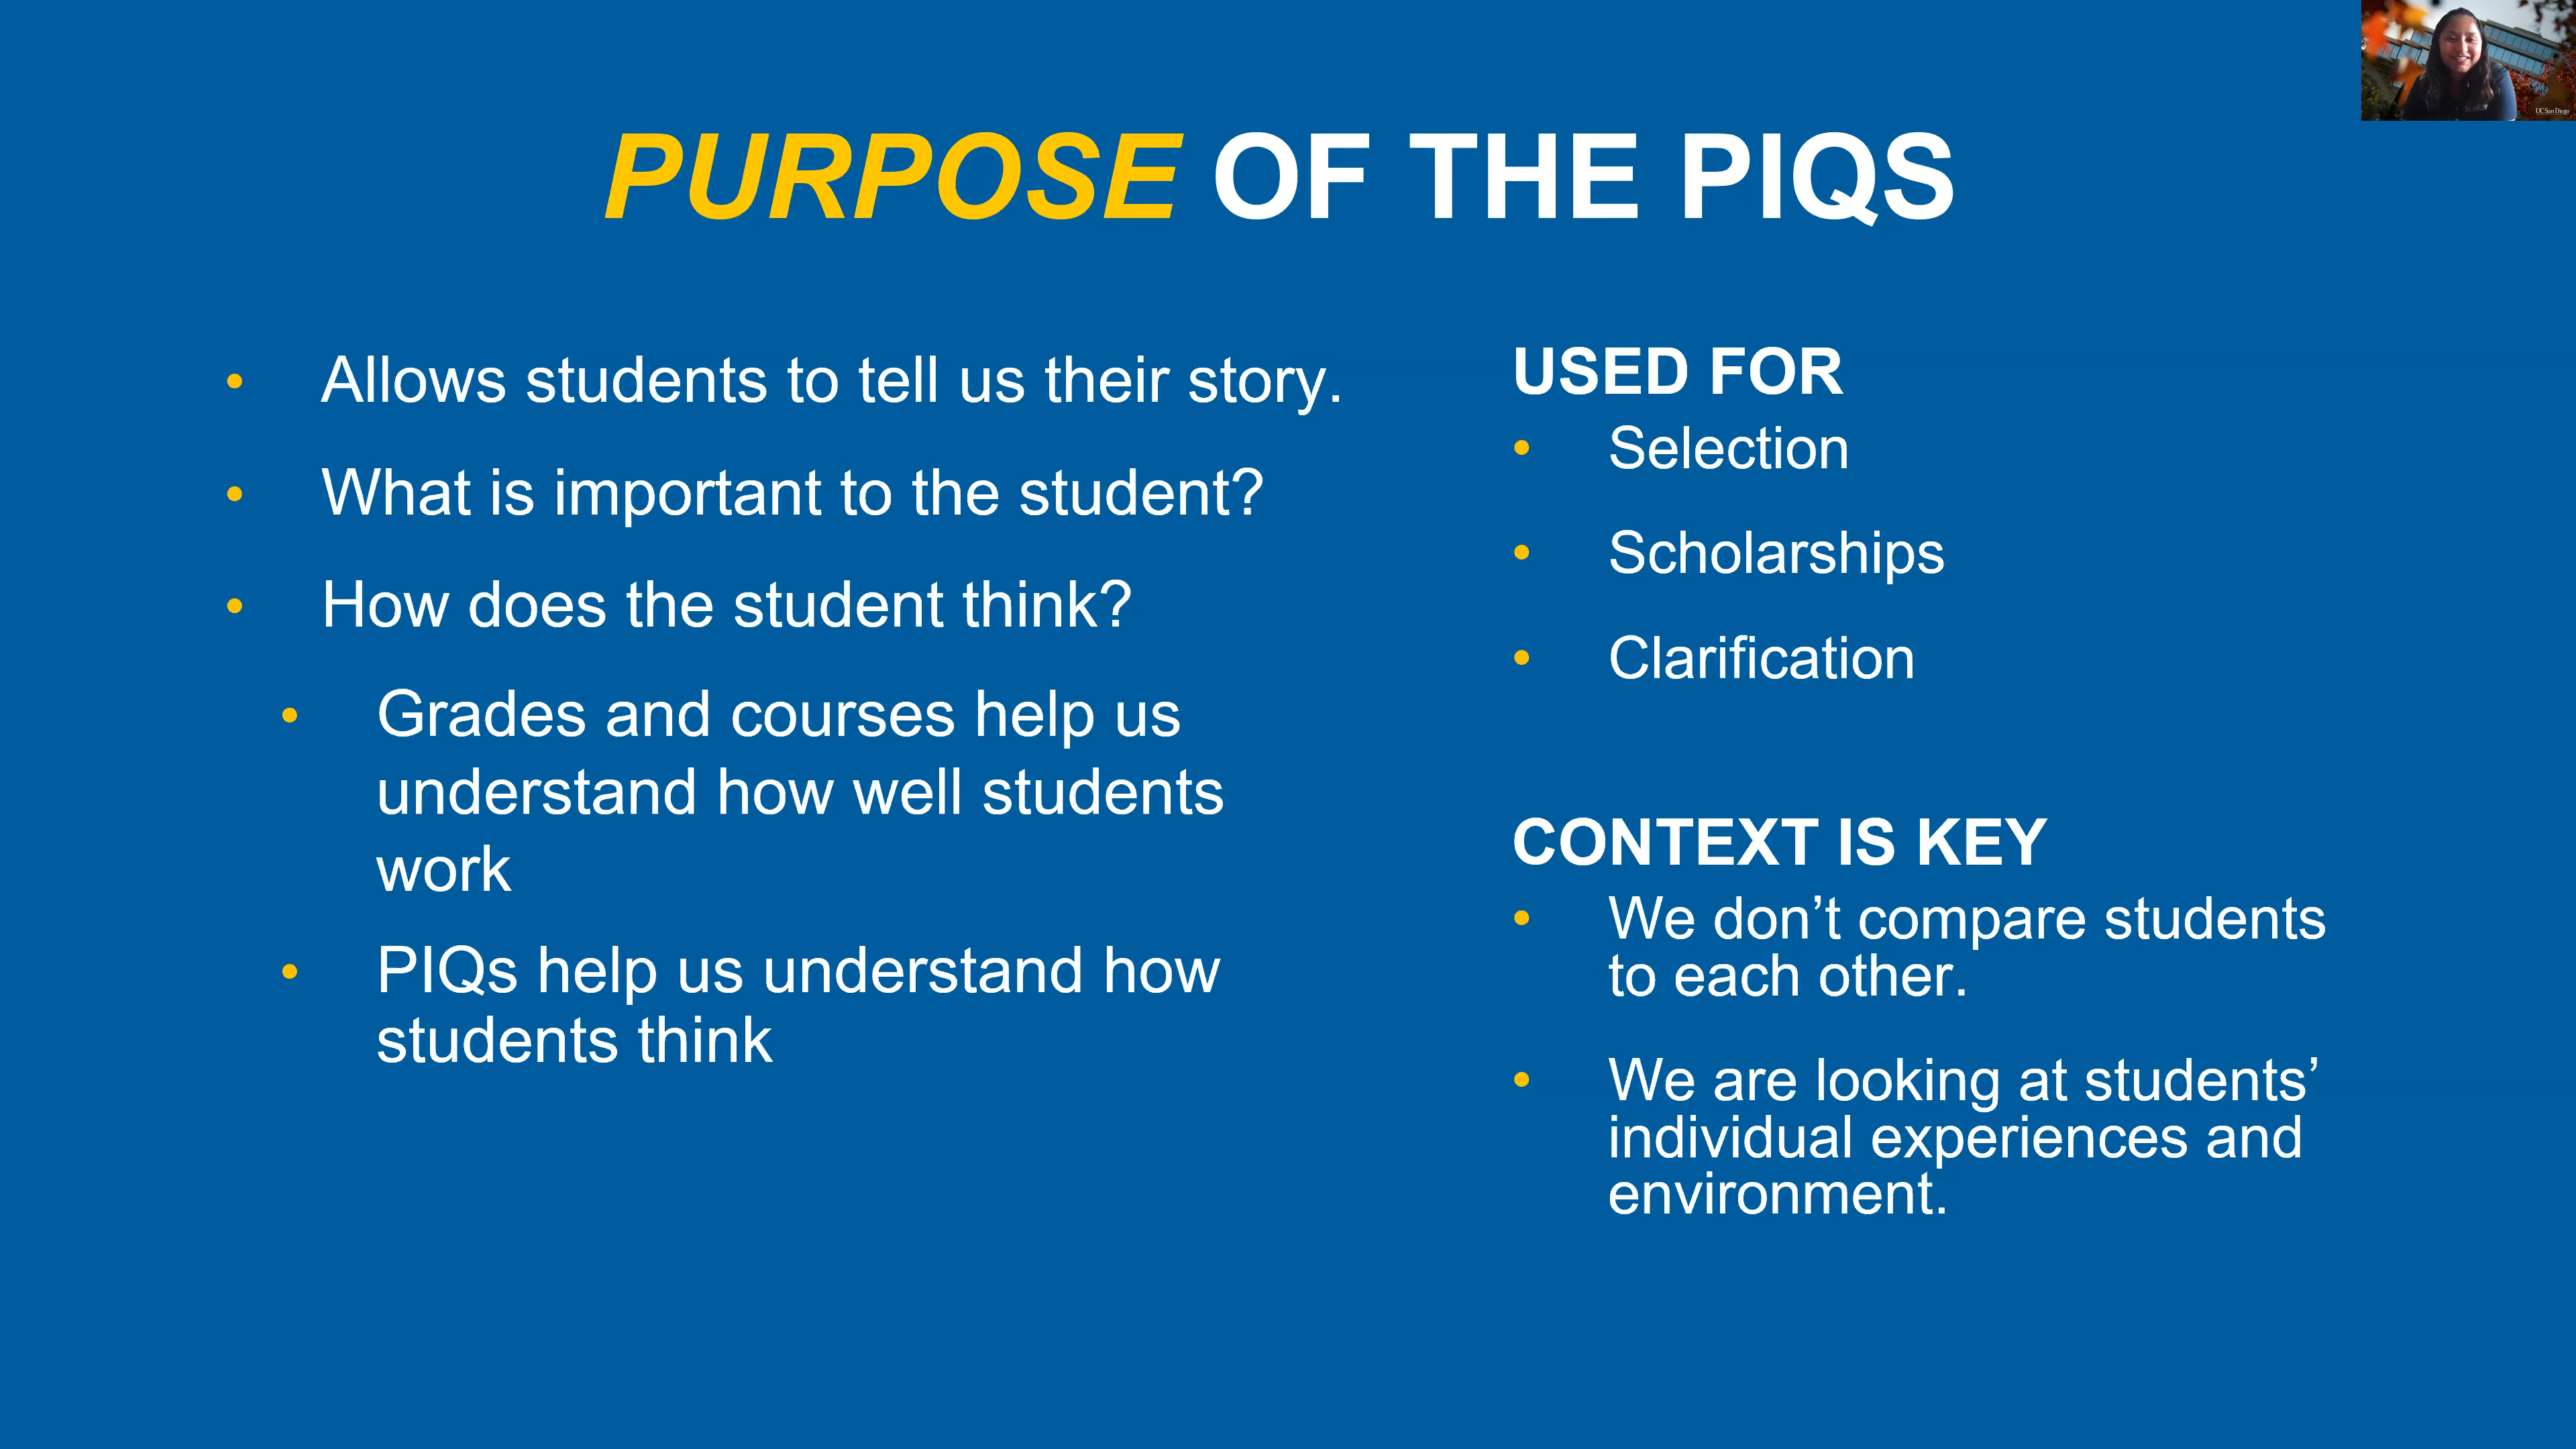 PURPOSE OF THE PIQS
• Allows students to tell us their story.
• What is important to the student?
• How does the student think?
• Grades and courses help us
understand how well students
work
• PIQs help us understand how
students think
USED FOR
• Selection
• Scholarships
• Clarification
CONTEXT IS KEY
• We don’t compare students
to each other.
• We are looking at students’
individual experiences and
environment.
UC San Diego